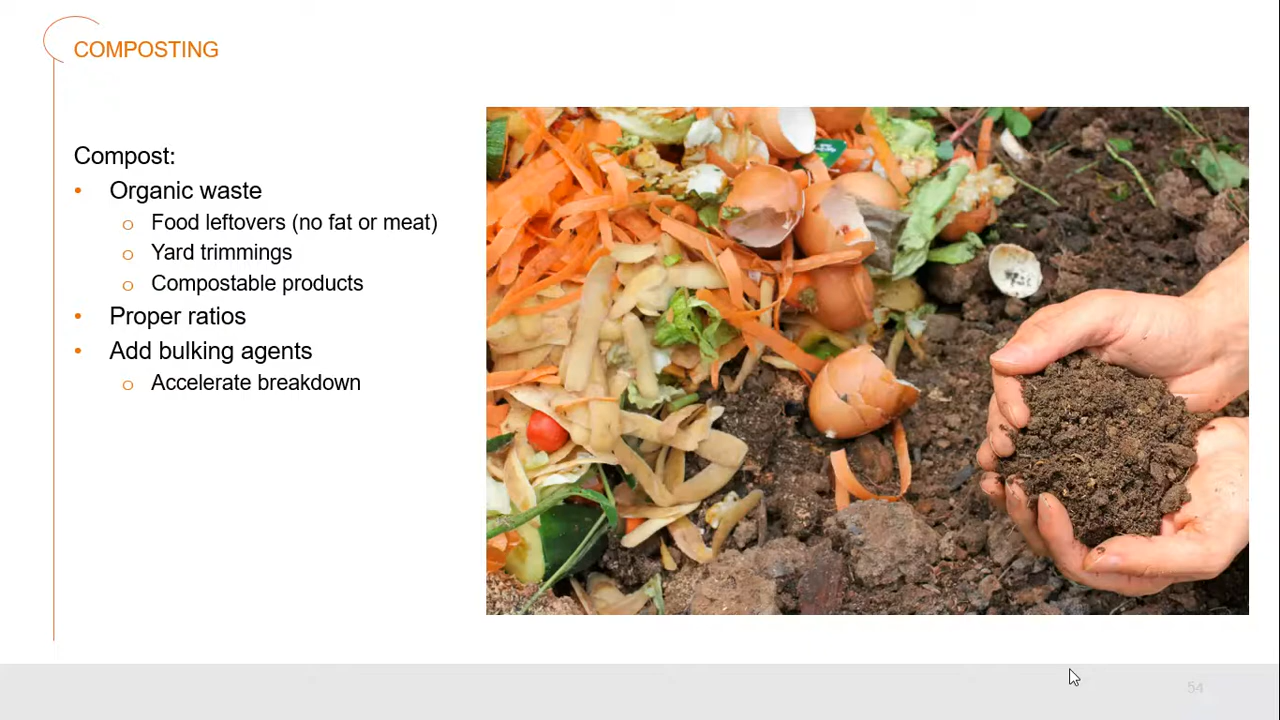 COMPOSTING
Compost:
• Organic waste
o Food leftovers (no fat or meat)
o Yard trimmings
o Compostable products
• Proper ratios
• Add bulking agents
o Accelerate breakdown
54